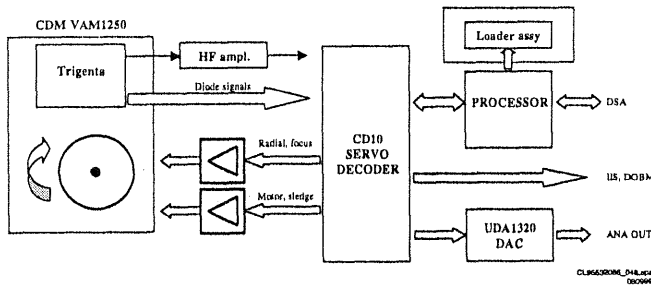 CDM VAM1250
Trigenta
HF ampl.
Diode signals
Radial, focus
Motor, sledge
CD10
SERVO
DECODER
Loader assy
PROCESSOR
DSA
IIS, DOBM
UDA1320
DAC
ANA OUT